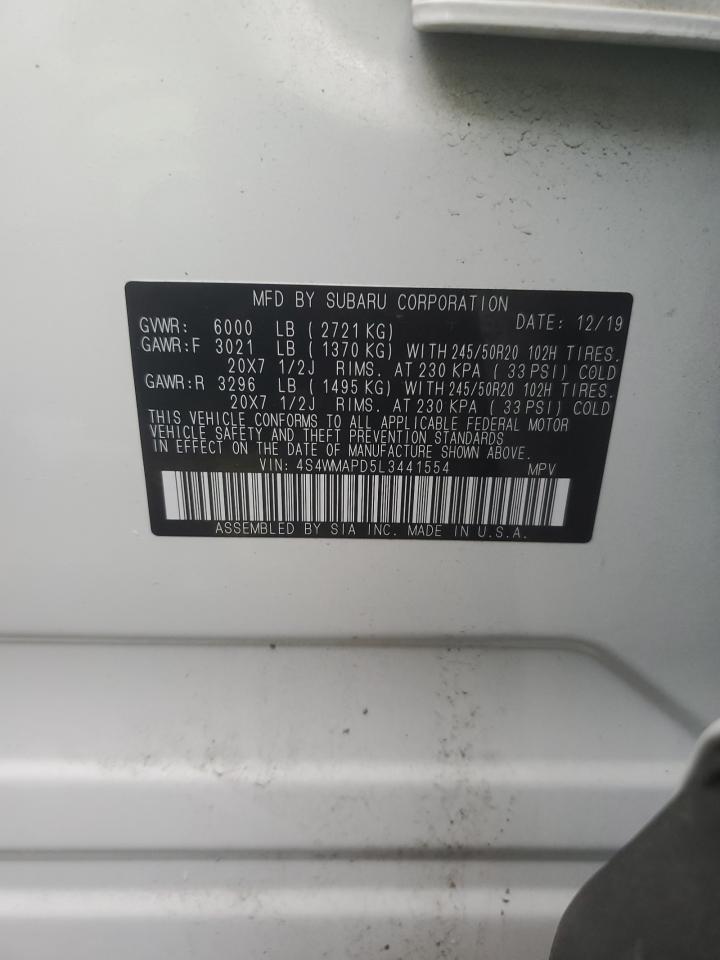 MFD BY SUBARU CORPORATION
DATE: 12/19
GVWR: 6000 LB ( 2721 KG)
GAWR:F 3021 LB ( 1370 KG) WITH 245/50R20 102H TIRES.
20X7 1/2J RIMS. AT 230 KPA ( 33 PSI) COLD
GAWR:R 3296 LB ( 1495 KG) WITH 245/50R20 102H TIRES.
20X7 1/2J RIMS. AT 230 KPA ( 33 PSI) COLD
THIS VEHICLE CONFORMS TO ALL APPLICABLE FEDERAL MOTOR
VEHICLE SAFETY AND THEFT PREVENTION STANDARDS
IN EFFECT ON THE DATE OF MANUFACTURE SHOWN ABOVE.
VIN: 4S4WMAPD5L3441554 MPV
ASSEMBLED BY SIA INC. MADE IN U.S.A.